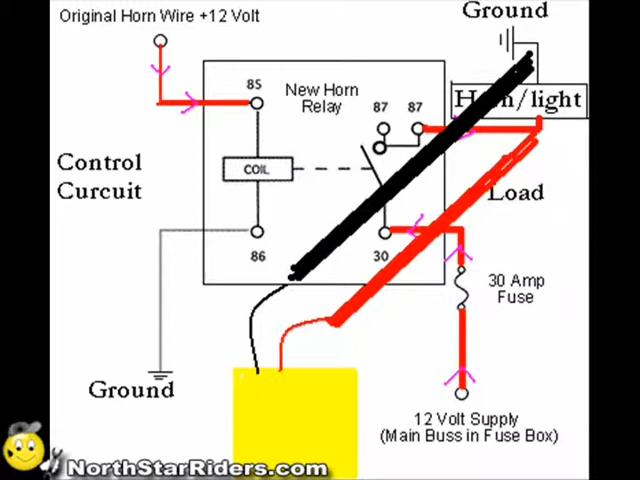 Original Horn Wire +12 Volt
Ground
85
New Horn
Relay
87
87
/light
Control
Curcuit
COIL
Load
86
30
30 Amp
Fuse
Ground
12 Volt Supply
(Main Buss in Fuse Box)
NorthStarRiders.com